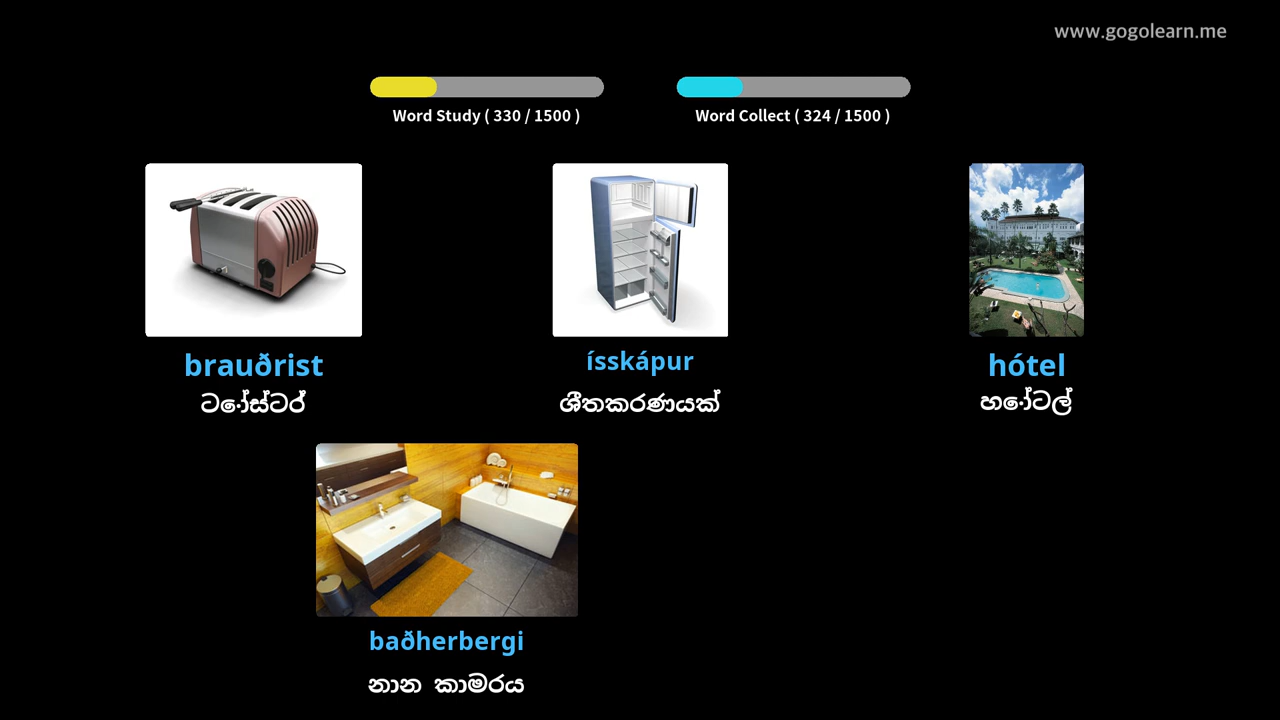 www.gogolearn.me
Word Study ( 330 / 1500 )
Word Collect ( 324 / 1500 )
brauðrist
ටෝස්ටර්
ísskápur
ශීතකරණයක්
hótel
හෝටල්
baðherbergi
නාන කාමරය